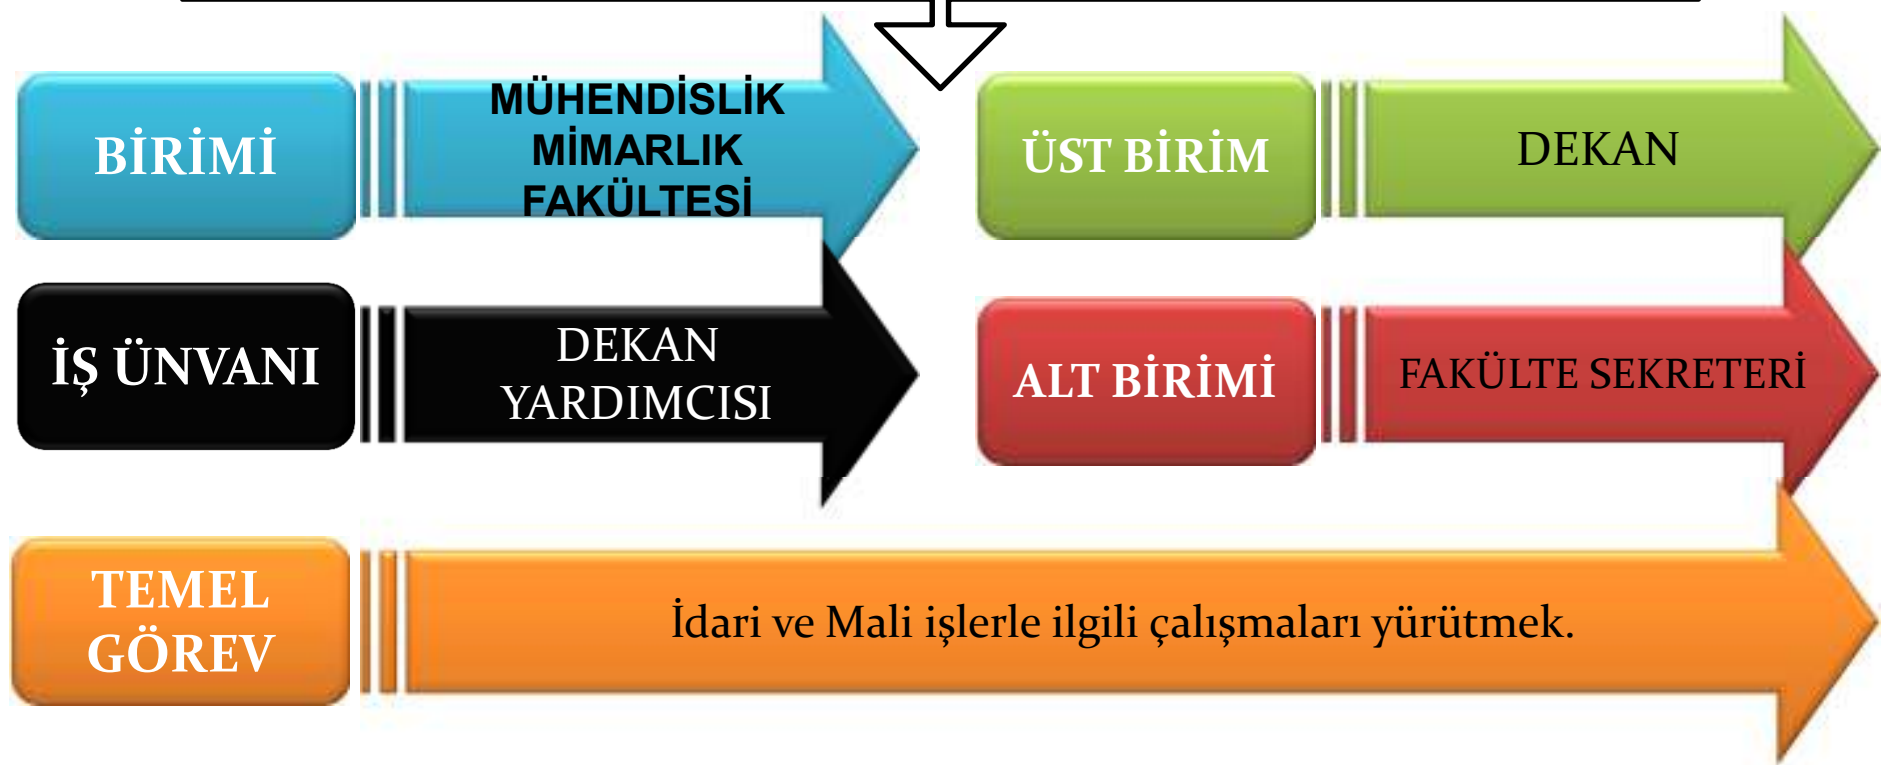 BİRİMİ
MÜHENDİSLİK
MİMARLIK
FAKÜLTESİ
ÜST BİRİM
DEKAN
İŞ ÜNVANI
DEKAN
YARDIMCISI
ALT BİRİMİ
FAKÜLTE SEKRETERİ
TEMEL
GÖREV
İdari ve Mali işlerle ilgili çalışmaları yürütmek.